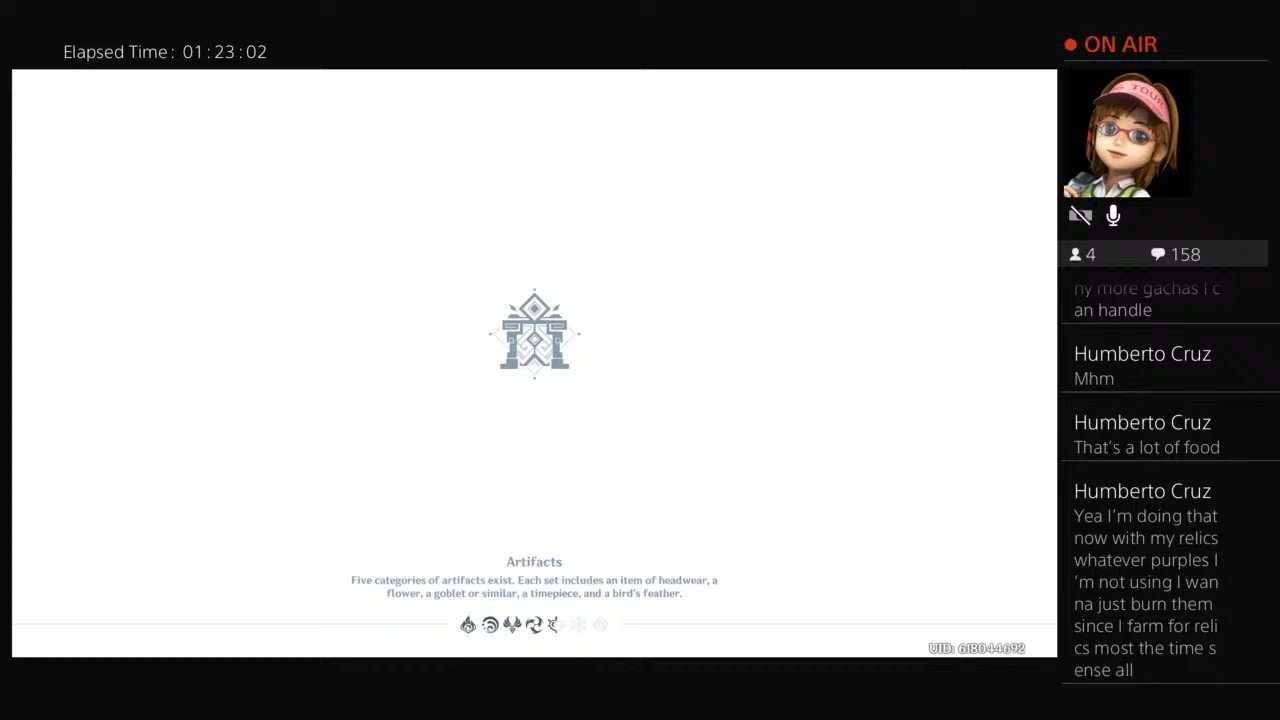 Elapsed Time: 01:23:02
ON AIR
S TOUR
4
158
ny more gachas I c
an handle
Humberto Cruz
Mhm
Humberto Cruz
That's a lot of food
Humberto Cruz
Yea I'm doing that
now with my relics
whatever purples I
'm not using I wan
na just burn them
since I farm for reli
cs most the time s
ense all
Artifacts
Five categories of artifacts exist. Each set includes an item of headwear, a
flower, a goblet or similar, a timepiece, and a bird's feather.
UID: 618044692